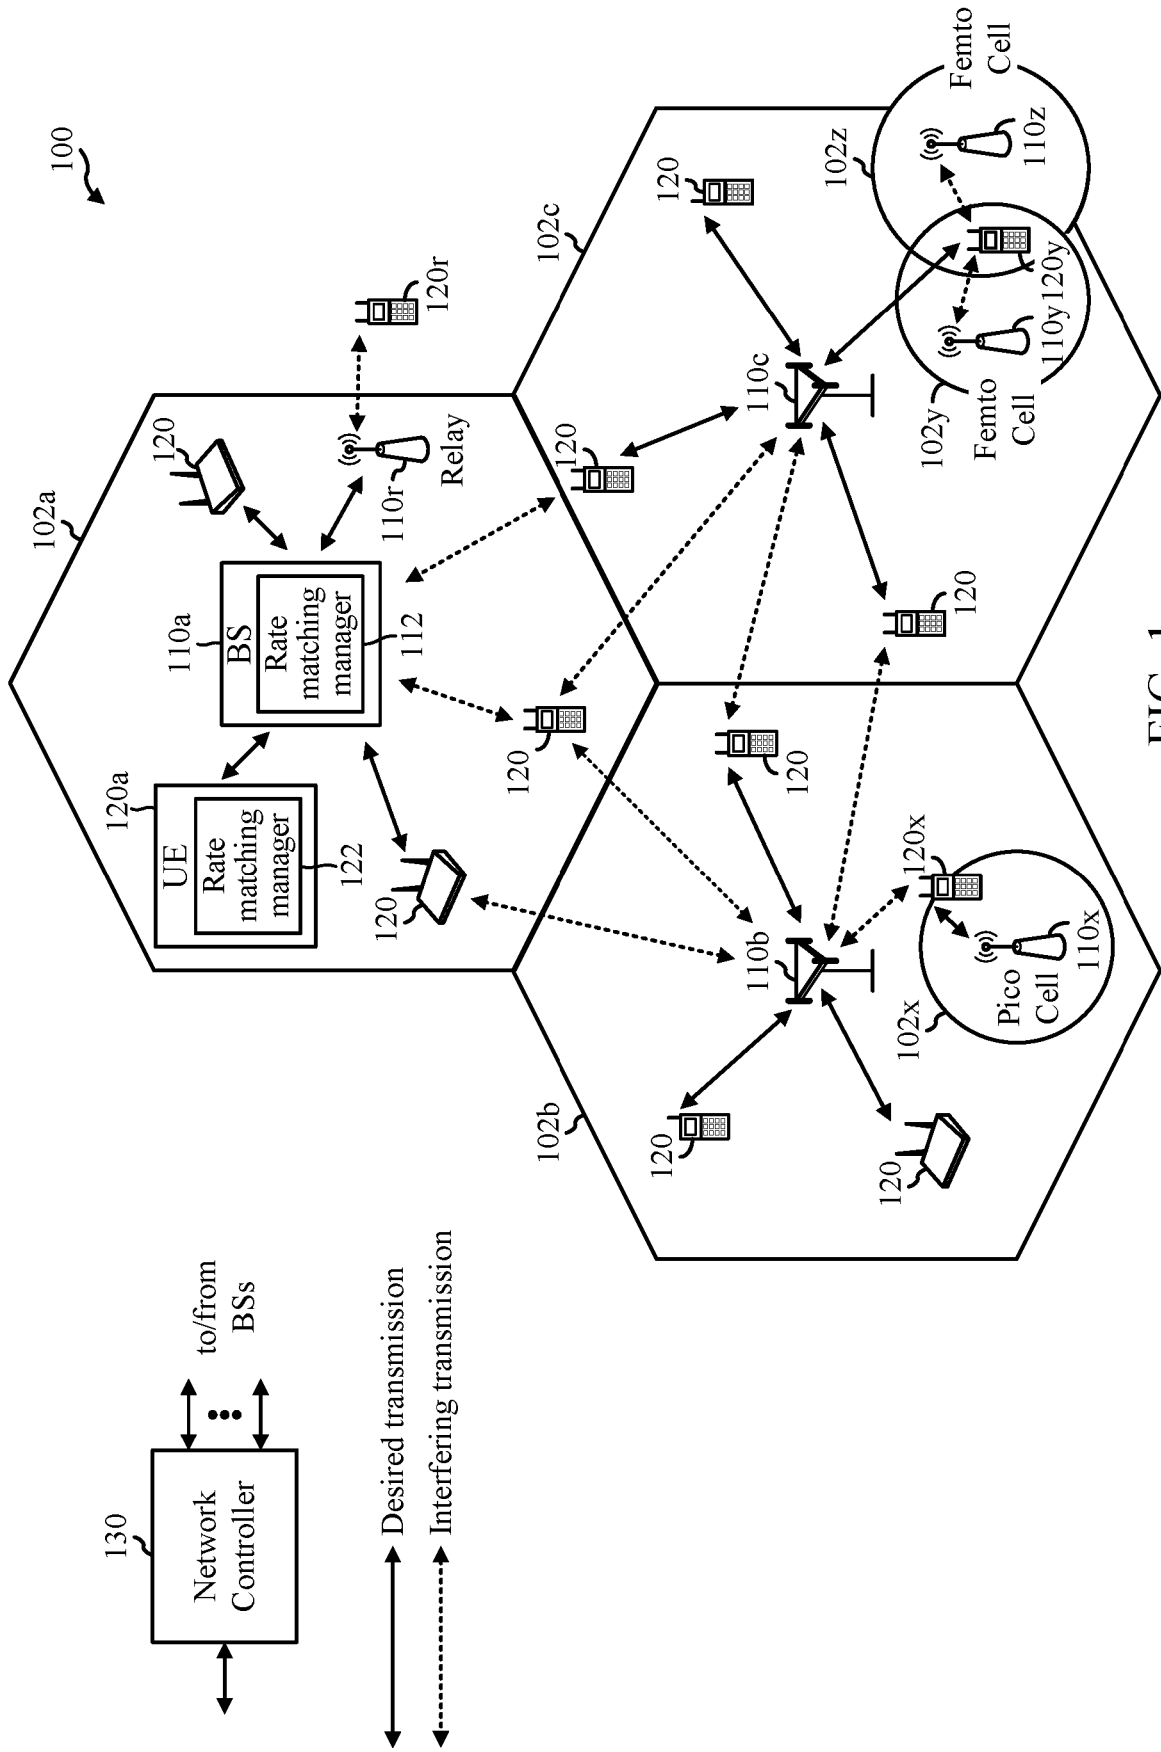 100
130
Network
Controller
to/from
BSs
Desired transmission
Interfering transmission
102a
120a
UE
Rate
matching
manager
122
110a
BS
Rate
matching
manager
112
120
120
110r
Relay
120r
120
102b
120
120
110b
120
102x
Pico
Cell
110x
120x
102c
120
120
110c
120
102y
Femto
Cell
110y
120y
102z
Femto
Cell
110z
FIG. 1